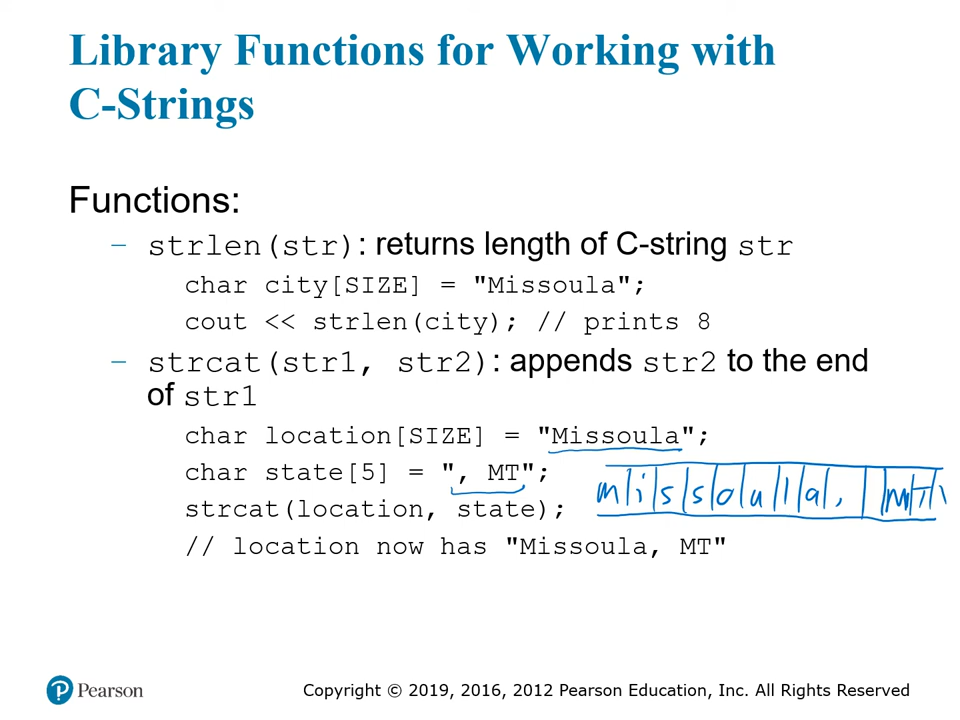 Library Functions for Working with
C-Strings
Functions:
– strlen(str): returns length of C-string str
char city[SIZE] = "Missoula";
cout << strlen(city); // prints 8
– strcat(str1, str2): appends str2 to the end
of str1
char location[SIZE] = "Missoula";
char state[5] = ", MT";
strcat(location, state);
m|i|s|s|o|u|l|a|, | |M|T|\
// location now has "Missoula, MT"
Pearson
Copyright © 2019, 2016, 2012 Pearson Education, Inc. All Rights Reserved